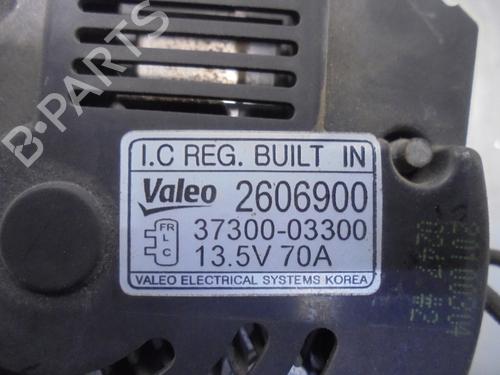 B-PARTS
I.C REG. BUILT IN
Valeo 2606900
FR
L
C
37300-03300
13.5V 70A
VALEO ELECTRICAL SYSTEMS KOREA